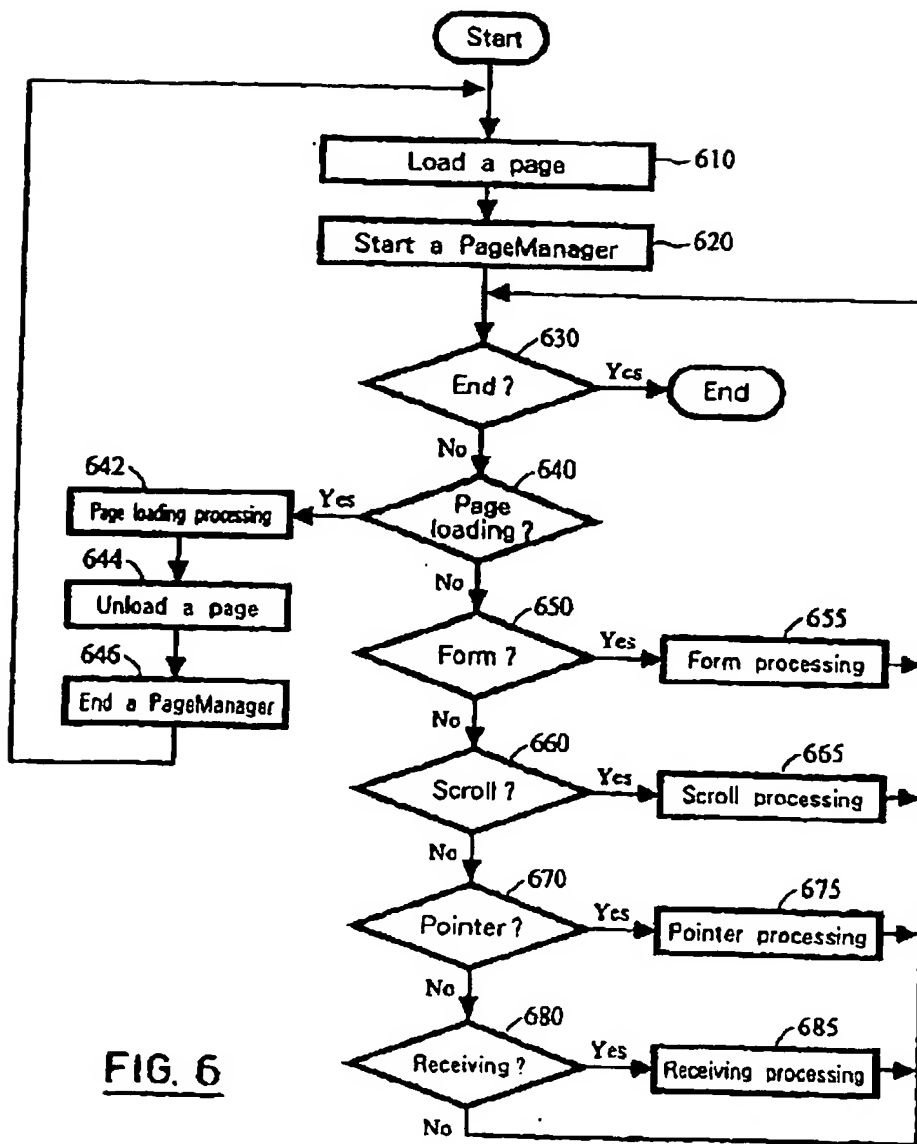 Start
Load a page
610
Start a PageManager
620
630
End ?
Yes
End
No
640
Page
loading ?
Yes
642
Page loading processing
644
Unload a page
646
End a PageManager
No
650
Form ?
Yes
655
Form processing
No
660
Scroll ?
Yes
665
Scroll processing
No
670
Pointer ?
Yes
675
Pointer processing
No
680
Receiving ?
Yes
685
Receiving processing
No
FIG. 6